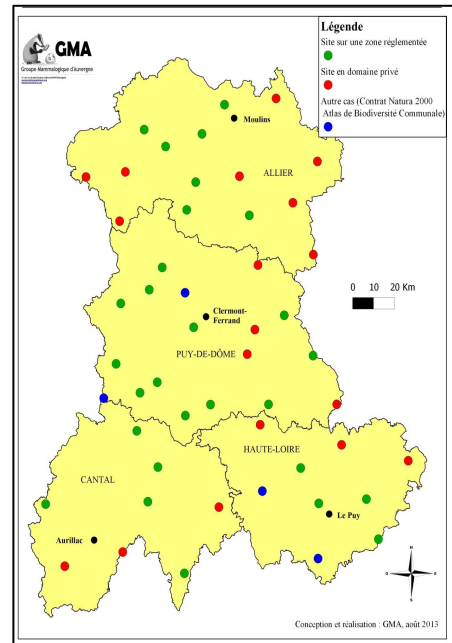 GMA
Groupe Mammalogique d'Auvergne
Légende
Site sur une zone réglementée
Site en domaine privé
Autre cas (Contrat Natura 2000
Atlas de Biodiversité Communale)
Moulins
ALLIER
0 10 20 Km
Clermont-
Ferrand
PUY-DE-DÔME
HAUTE-LOIRE
CANTAL
Le Puy
Aurillac
N
O
E
S
Conception et réalisation : GMA, août 2013